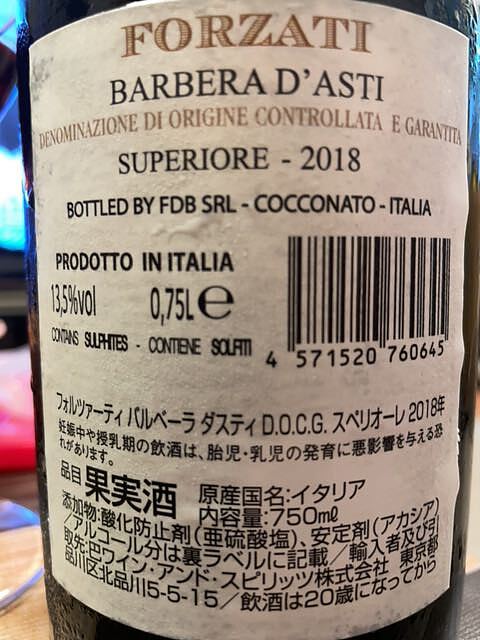 FORZATI
BARBERA D'ASTI
DENOMINAZIONE DI ORIGINE CONTROLLATA E GARANTITA
SUPERIORE - 2018
BOTTLED BY FDB SRL - COCCONATO - ITALIA
PRODOTTO IN ITALIA
13,5%vol 0,75L e
CONTAINS SULPHITES - CONTIENE SOLFITI
4 571520 760645
フォルツァーティ バルベーラ ダスティ D.O.C.G. スペリオーレ 2018年
妊娠中や授乳期の飲酒は、胎児・乳児の発育に悪影響を与える恐
れがあります。
品目 果実酒 原産国名:イタリア
内容量:750mℓ
添加物:酸化防止剤(亜硫酸塩)、安定剤(アカシア)
/アルコール分は裏ラベルに記載/輸入者及び引
取先:巴ワイン・アンド・スピリッツ株式会社 東京都
品川区北品川5-5-15/飲酒は20歳になってから